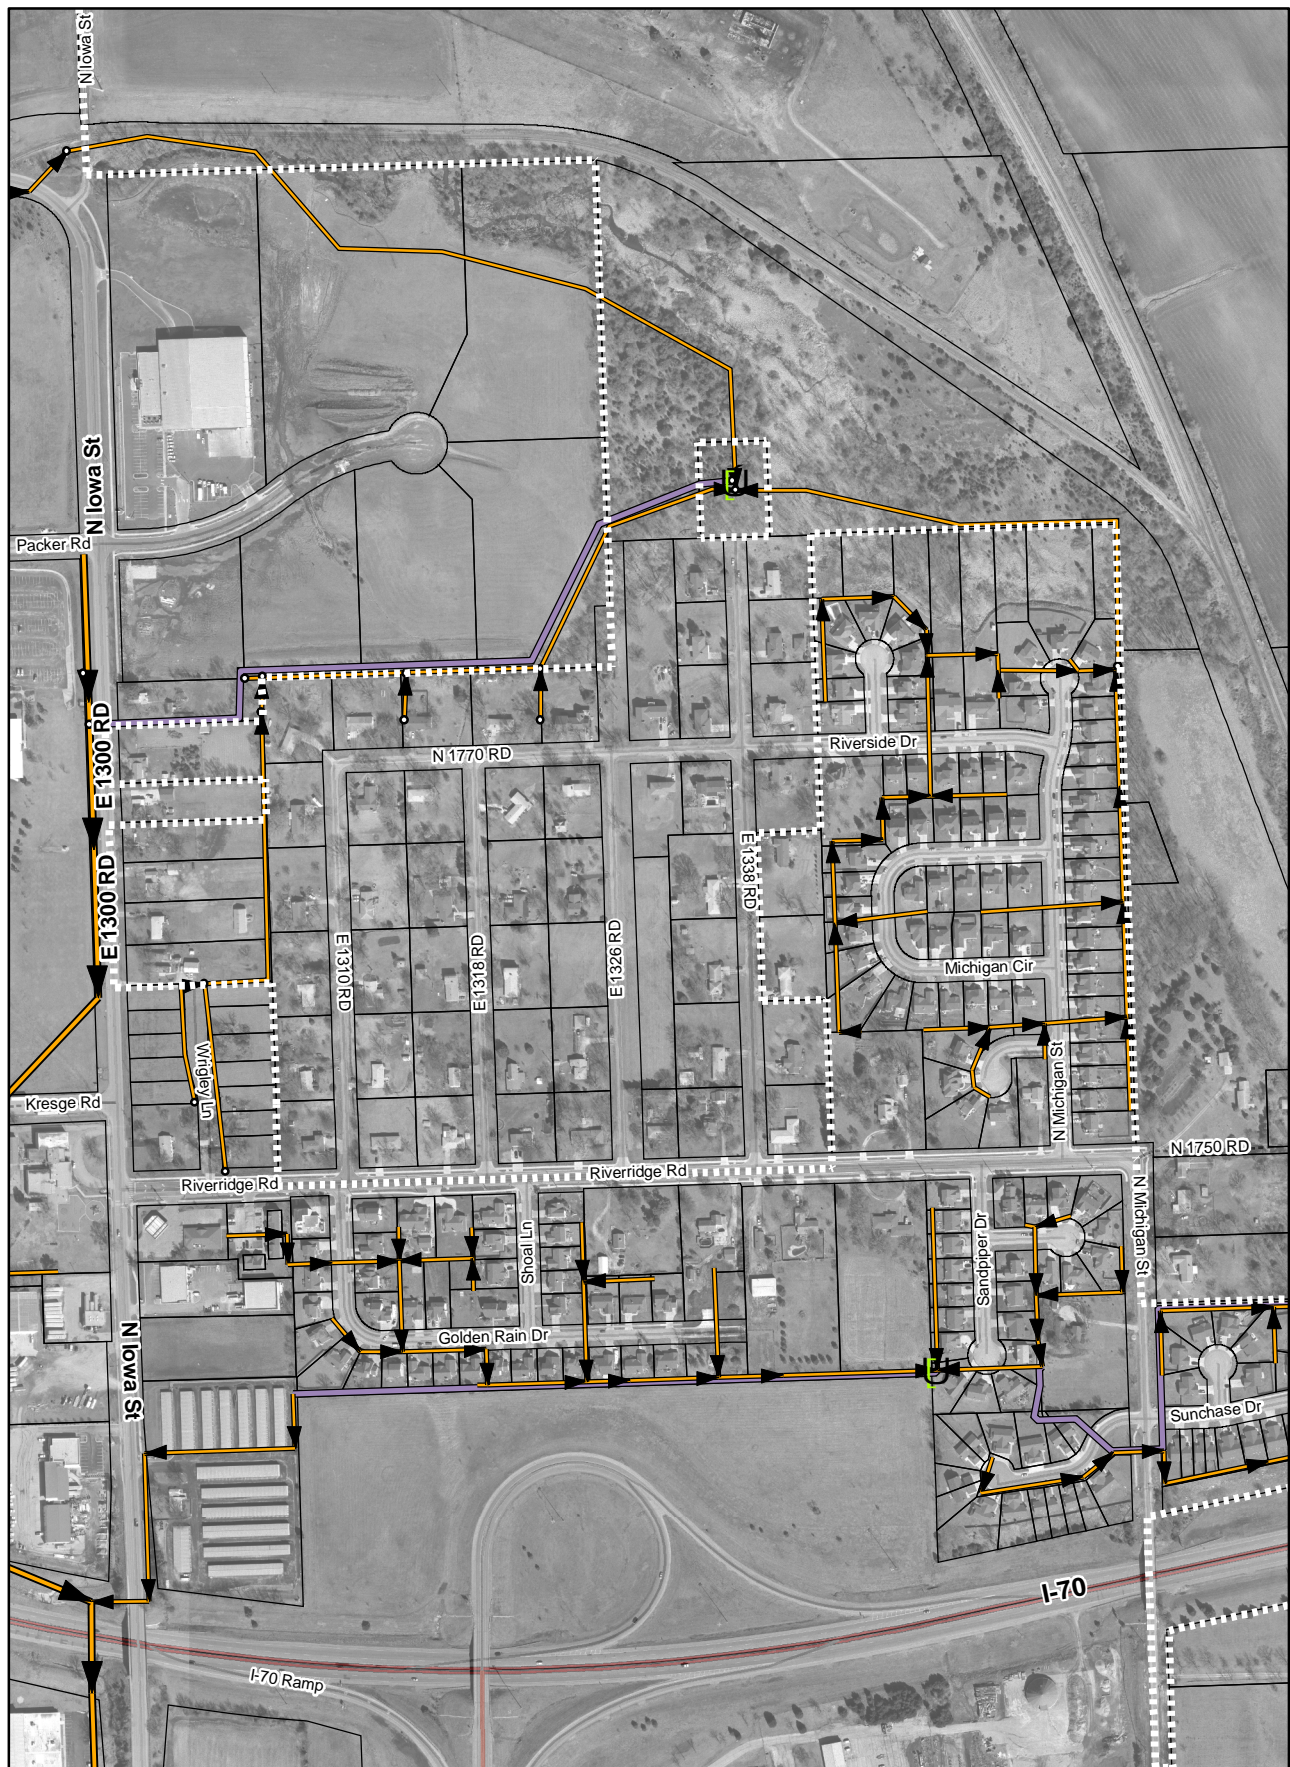 N Iowa St
N Iowa St
Packer Rd
E 1300 RD
N 1770 RD
Riverside Dr
E 1300 RD
E 1338 RD
E 1310 RD
E 1318 RD
E 1326 RD
Michigan Cir
Wrigley Ln
Kresge Rd
N Michigan St
N 1750 RD
Riverridge Rd
Riverridge Rd
N Michigan St
Shoal Ln
Sandpiper Dr
Golden Rain Dr
N Iowa St
Sunchase Dr
I-70
I-70 Ramp